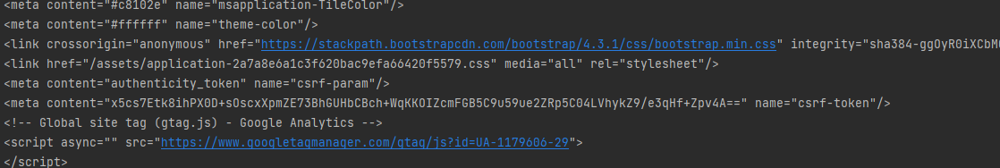 <meta content="#c8102e" name="msapplication-TileColor"/>
<meta content="#ffffff" name="theme-color"/>
<link crossorigin="anonymous" href="https://stackpath.bootstrapcdn.com/bootstrap/4.3.1/css/bootstrap.min.css" integrity="sha384-ggOyR0iXCbM
<link href="/assets/application-2a7a8e6a1c3f620bac9efa66420f5579.css" media="all" rel="stylesheet"/>
<meta content="authenticity_token" name="csrf-param"/>
<meta content="x5cs7Etk8ihPX0D+sOscxXpmZE73BhGUHbCBch+WqKKOIZcmFGB5C9u59ue2ZRp5C04LVhykZ9/e3qHf+Zpv4A==" name="csrf-token"/>
<!-- Global site tag (gtag.js) - Google Analytics -->
<script async="" src="https://www.googletagmanager.com/gtag/js?id=UA-1179606-29">
</script>